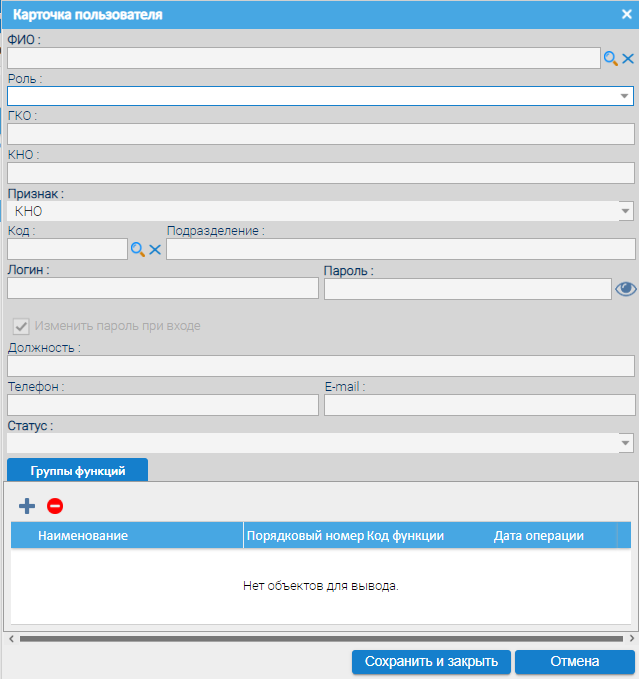 Карточка пользователя
ФИО :
Роль :
ГКО :
КНО :
Признак :
КНО
Код : Подразделение :
Логин : Пароль :
Изменить пароль при входе
Должность :
Телефон : E-mail :
Статус :
Группы функций
Наименование Порядковый номер Код функции Дата операции
Нет объектов для вывода.
Сохранить и закрыть Отмена